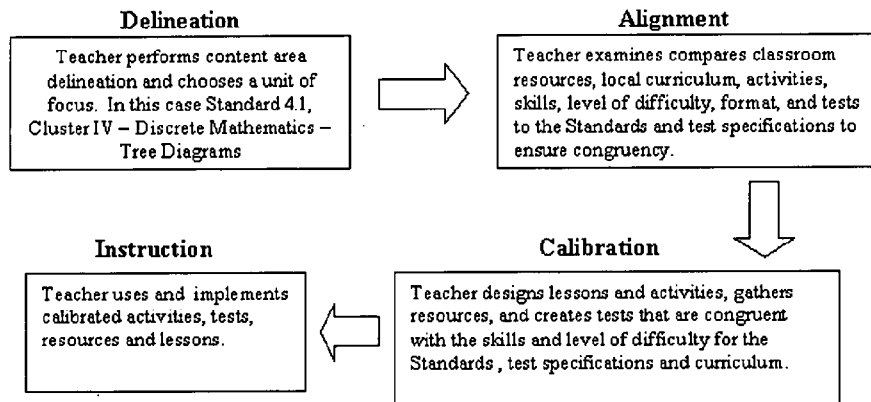 Delineation
Teacher performs content area
delineation and chooses a unit of
focus. In this case Standard 4.1,
Cluster IV – Discrete Mathematics –
Tree Diagrams
Alignment
Teacher examines compares classroom
resources, local curriculum, activities,
skills, level of difficulty, format, and tests
to the Standards and test specifications to
ensure congruency.
Calibration
Teacher designs lessons and activities, gathers
resources, and creates tests that are congruent
with the skills and level of difficulty for the
Standards , test specifications and curriculum.
Instruction
Teacher uses and implements
calibrated activities, tests,
resources and lessons.